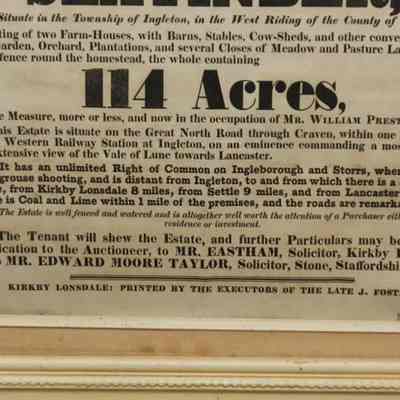 Situate in the Township of Ingleton, in the West Riding of the County of
ting of two Farm-Houses, with Barns, Stables, Cow-Sheds, and other conve
arden, Orchard, Plantations, and several Closes of Meadow and Pasture La
fence round the homestead, the whole containing
114 Acres,
e Measure, more or less, and now in the occupation of MR. WILLIAM PREST
his Estate is situate on the Great North Road through Craven, within one
Western Railway Station at Ingleton, on an eminence commanding a mos
xtensive view of the Vale of Lune towards Lancaster.
It has an unlimited Right of Common on Ingleborough and Storrs, wher
grouse shooting, and is distant from Ingleton, to and from which there is a
e, from Kirkby Lonsdale 8 miles, from Settle 9 miles, and from Lancaster
e is Coal and Lime within 1 mile of the premises, and the roads are remark
The Estate is well fenced and watered and is altogether well worth the attention of a Purchaser eith
residence or investment.
The Tenant will shew the Estate, and further Particulars may be
ication to the Auctioneer, to MR. EASTHAM, Solicitor, Kirkby
MR. EDWARD MOORE TAYLOR, Solicitor, Stone, Staffordshi
KIRKBY LONSDALE: PRINTED BY THE EXECUTORS OF THE LATE J. FOST